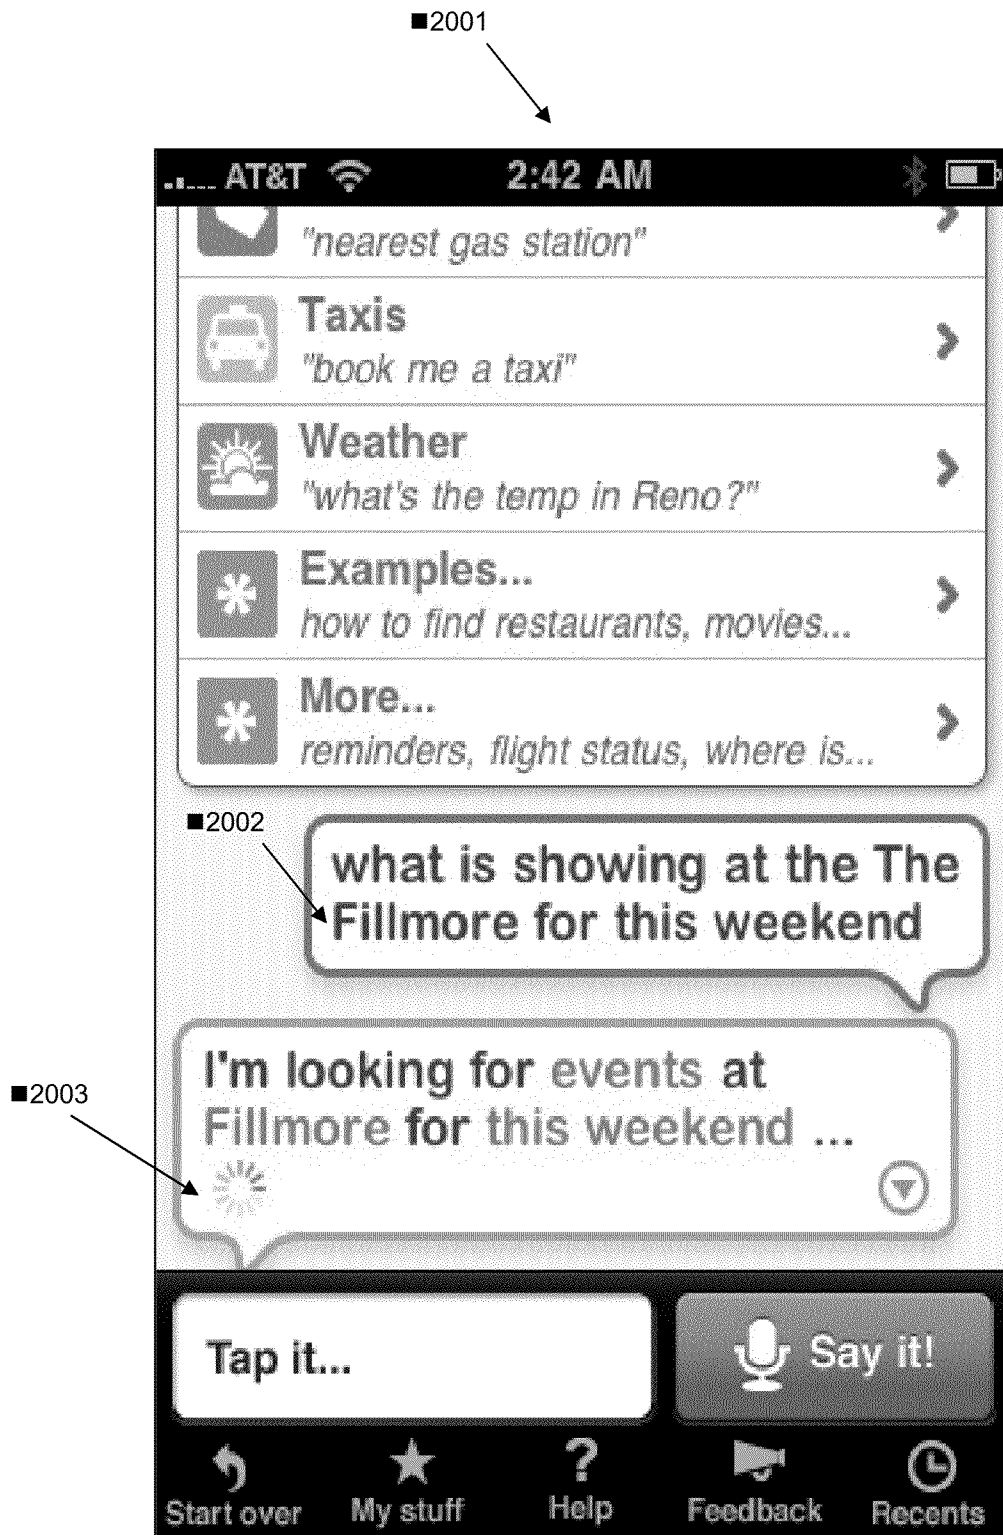 ■2001
AT&T 2:42 AM
"nearest gas station"
Taxis
"book me a taxi"
Weather
"what's the temp in Reno?"
Examples...
how to find restaurants, movies...
More...
reminders, flight status, where is...
■2002
what is showing at the The
Fillmore for this weekend
■2003
I'm looking for events at
Fillmore for this weekend ...
Tap it...
Say it!
Start over
My stuff
Help
Feedback
Recents